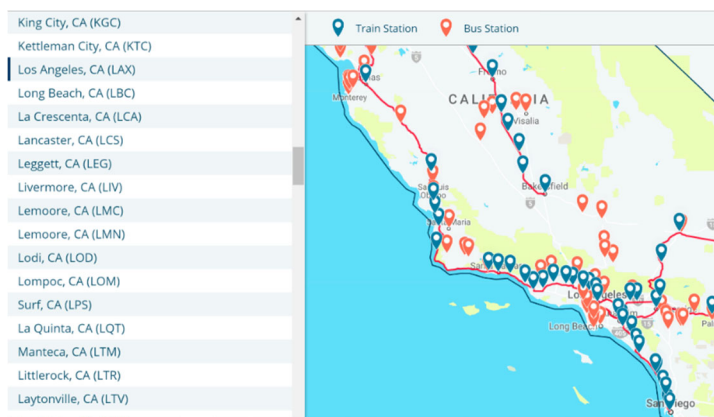 King City, CA (KGC)
Kettleman City, CA (KTC)
Los Angeles, CA (LAX)
Long Beach, CA (LBC)
La Crescenta, CA (LCA)
Lancaster, CA (LCS)
Leggett, CA (LEG)
Livermore, CA (LIV)
Lemoore, CA (LMC)
Lemoore, CA (LMN)
Lodi, CA (LOD)
Lompoc, CA (LOM)
Surf, CA (LPS)
La Quinta, CA (LQT)
Manteca, CA (LTM)
Littlerock, CA (LTR)
Laytonville, CA (LTV)
Train Station
Bus Station
Monterey
Visalia
Long Beach